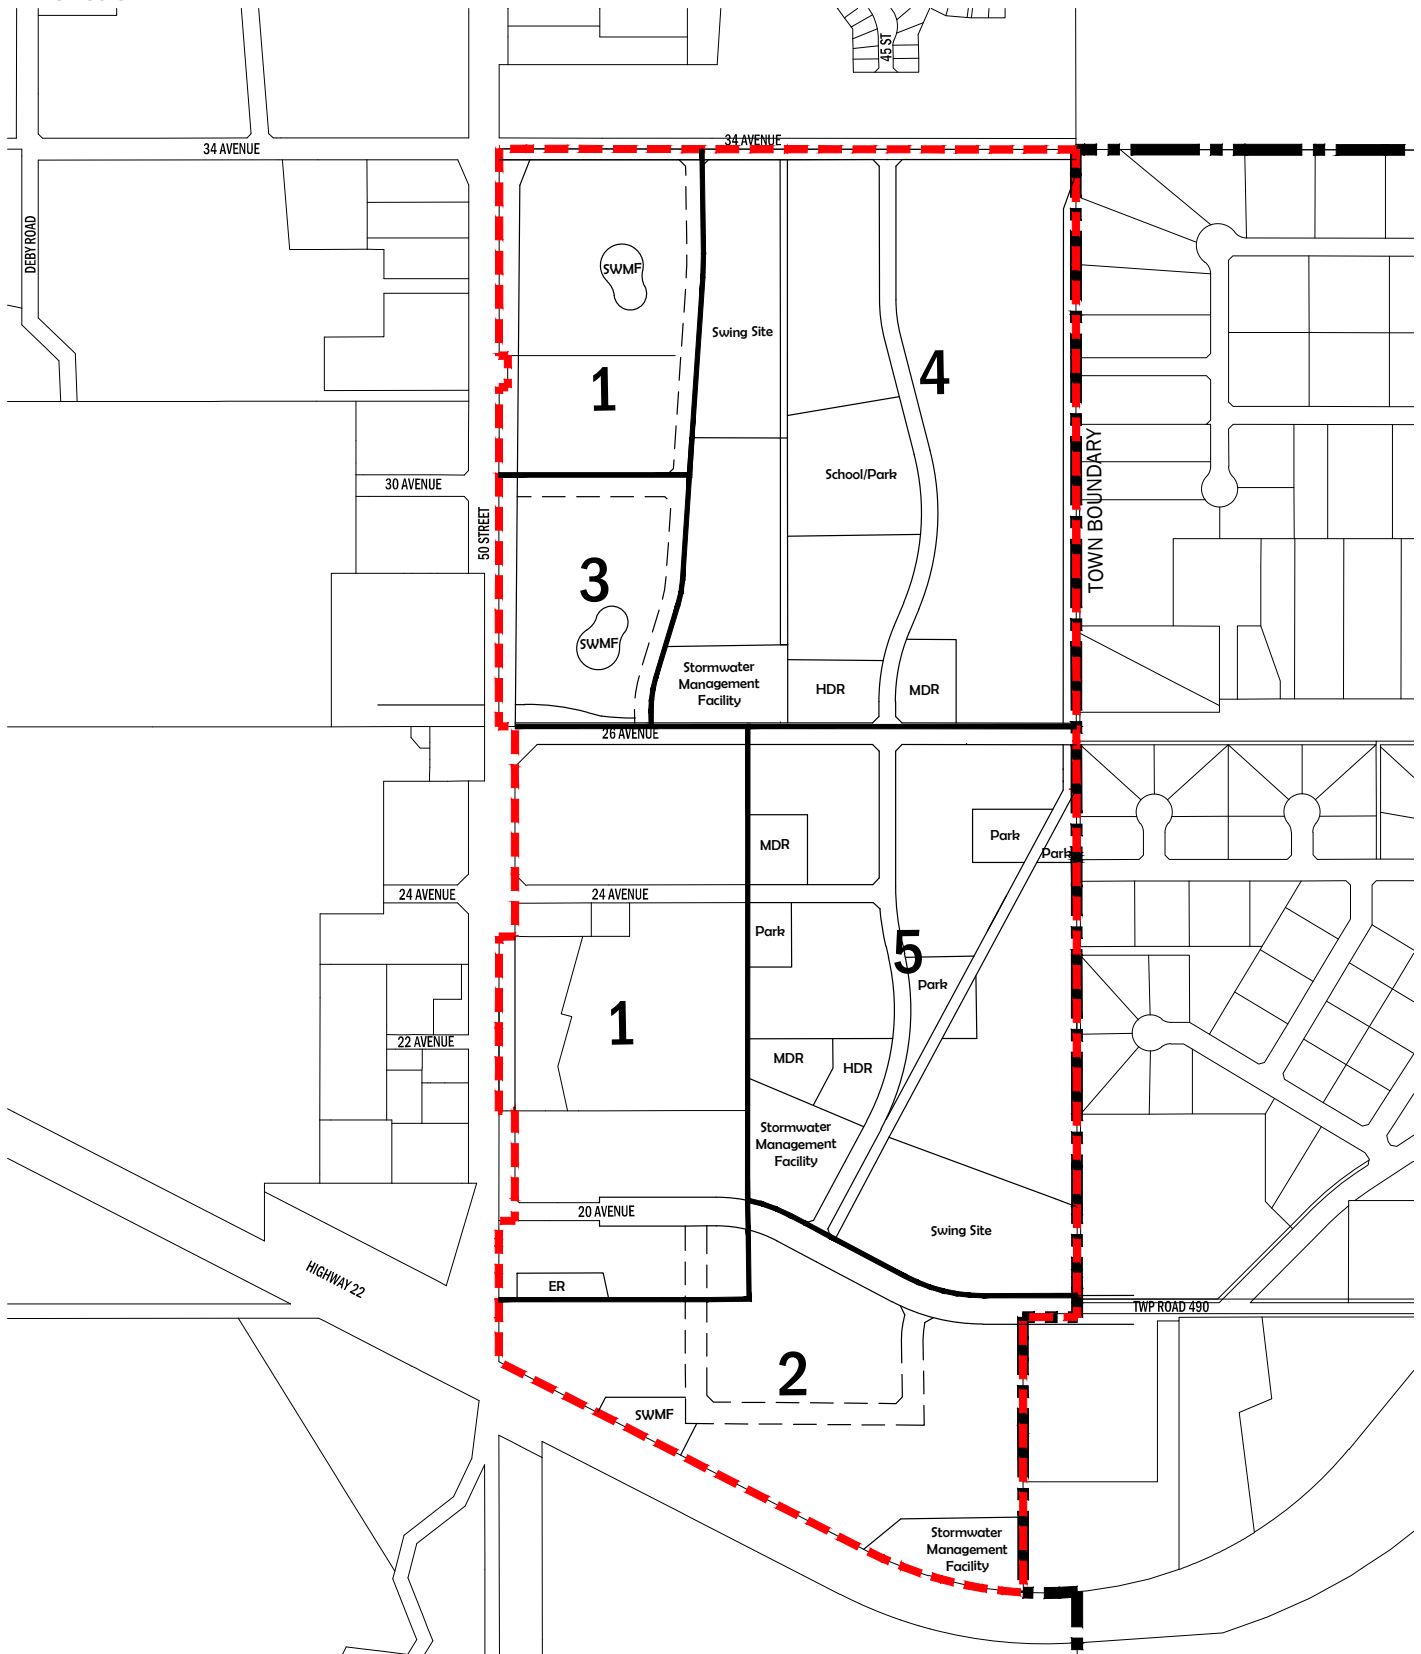 45 ST
34 AVENUE
34 AVENUE
DEBY ROAD
SWMF
Swing Site
1
4
School/Park
TOWN BOUNDARY
30 AVENUE
50 STREET
3
SWMF
Stormwater
Management
Facility
HDR
MDR
26 AVENUE
MDR
Park
Park
24 AVENUE
24 AVENUE
Park
5
Park
1
22 AVENUE
MDR
HDR
Stormwater
Management
Facility
20 AVENUE
Swing Site
HIGHWAY 22
ER
TWP ROAD 490
2
SWMF
Stormwater
Management
Facility